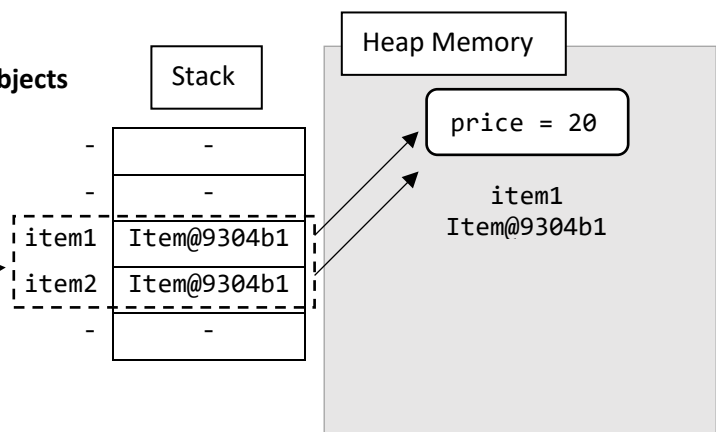 Heap Memory
bjects
Stack
price = 20
- -
- -
item1
item1 Item@9304b1
Item@9304b1
item2 Item@9304b1
- -